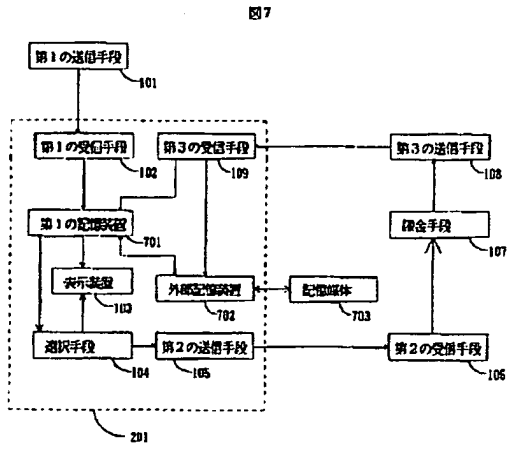 図7
第1の送信手段
101
第1の受信手段
102
第3の受信手段
109
第3の送信手段
108
第1の記憶装置
701
課金手段
107
表示装置
103
外部記憶装置
702
記憶媒体
703
選択手段
104
第2の送信手段
105
第2の受信手段
106
201